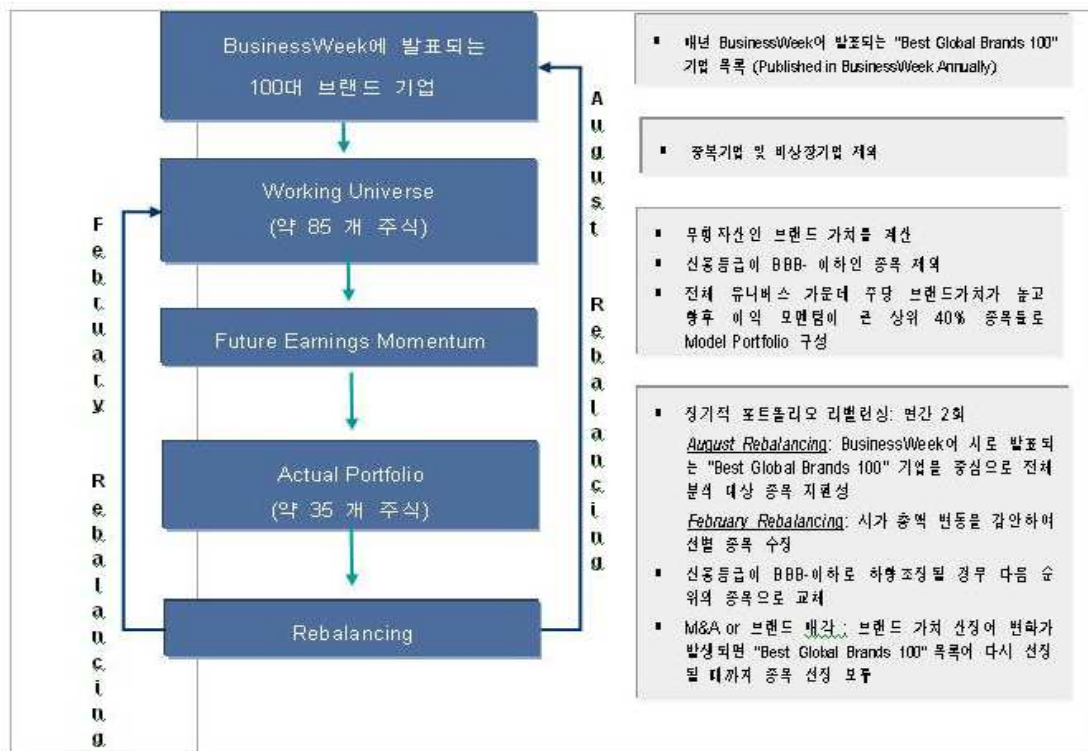 BusinessWeek에 발표되는
100대 브랜드 기업
Working Universe
(약 85 개 주식)
Future Earnings Momentum
Actual Portfolio
(약 35 개 주식)
Rebalancing
February Rebalancing
August Rebalancing
▪ 매년 BusinessWeek에 발표되는 "Best Global Brands 100"
기업 목록 (Published in BusinessWeek Annually)
▪ 중복기업 및 비상장기업 제외
▪ 무형자산인 브랜드 가치를 계산
▪ 신용등급이 BBB- 이하인 종목 제외
▪ 전체 유니버스 가운데 주당 브랜드가치가 높고
향후 이익 모멘텀이 큰 상위 40% 종목들로
Model Portfolio 구성
▪ 정기적 포트폴리오 리밸런싱: 연간 2회
August Rebalancing: BusinessWeek에 새로 발표되
는 "Best Global Brands 100" 기업을 중심으로 전체
분석 대상 종목 재편성
February Rebalancing: 시가 총액 변동을 감안하여
선별 종목 수정
▪ 신용등급이 BBB-이하로 하향조정될 경우 다음 순
위의 종목으로 교체
▪ M&A or 브랜드 매각 : 브랜드 가치 산정에 변화가
발생되면 "Best Global Brands 100" 목록에 다시 선정
될 때까지 종목 선정 보류